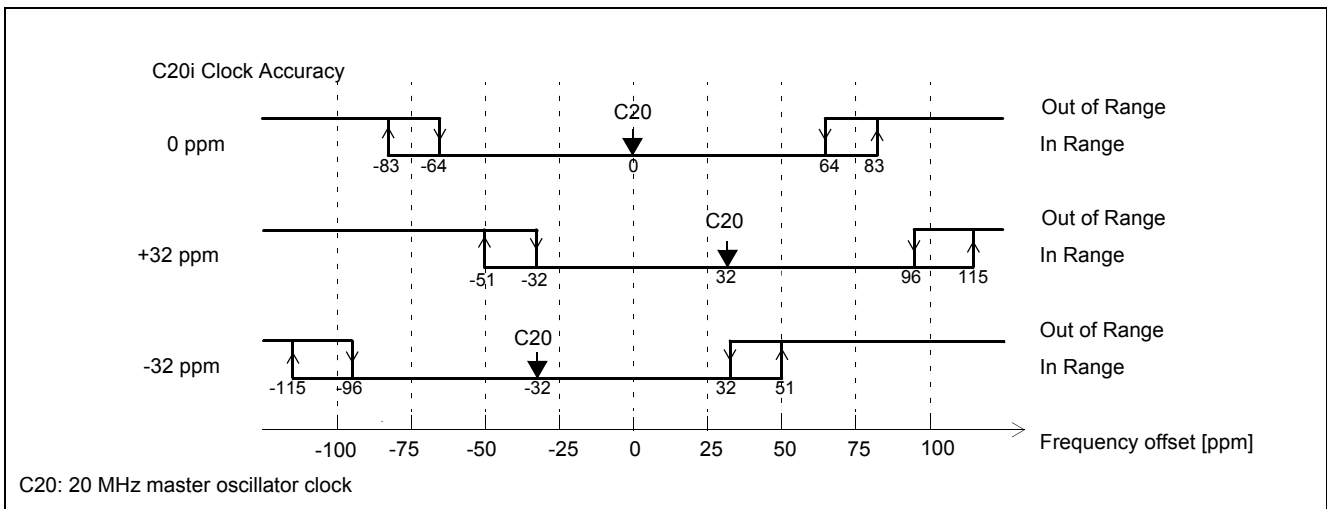 C20i Clock Accuracy
C20
Out of Range
0 ppm
In Range
-83 -64 0 64 83
C20
Out of Range
+32 ppm
In Range
-51 -32 32 96 115
C20
Out of Range
-32 ppm
In Range
-115 -96 -32 32 51
-100 -75 -50 -25 0 25 50 75 100 Frequency offset [ppm]
C20: 20 MHz master oscillator clock